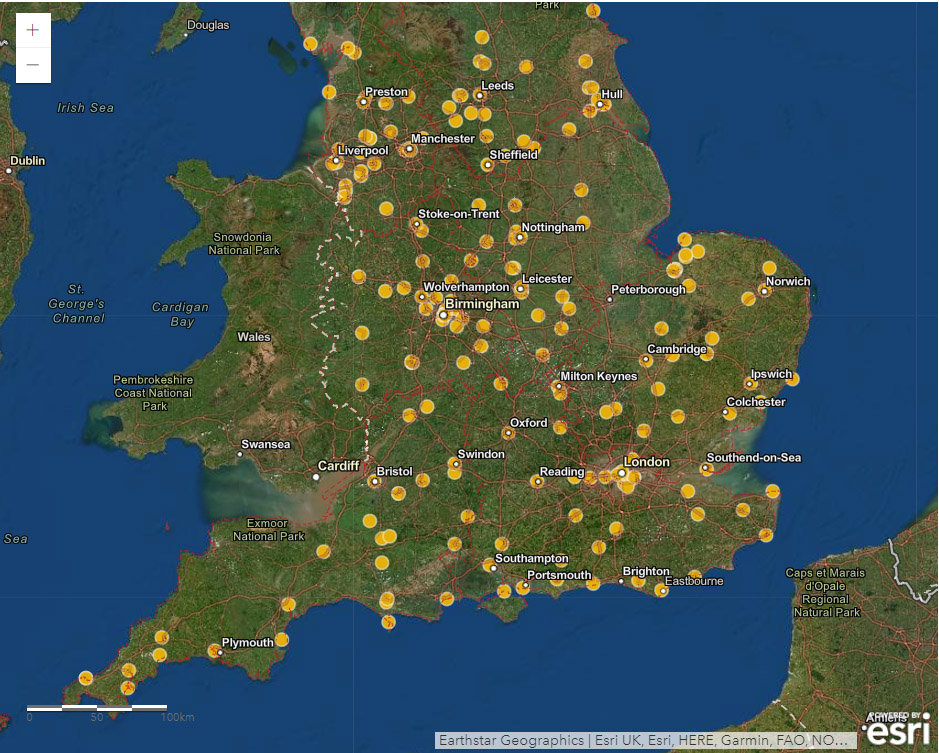 Park
+
−
Douglas
Irish Sea
Preston
Leeds
Hull
Dublin
Liverpool
Manchester
Sheffield
Snowdonia
National Park
Stoke-on-Trent
Nottingham
St.
George's
Channel
Cardigan
Bay
Wolverhampton
Leicester
Peterborough
Norwich
Birmingham
Wales
Cambridge
Pembrokeshire
Coast National
Park
Milton Keynes
Ipswich
Colchester
Swansea
Oxford
Cardiff
Bristol
Swindon
Reading
London
Southend-on-Sea
Sea
Exmoor
National Park
Southampton
Portsmouth
Brighton
Eastbourne
Caps et Marais
d'Opale
Regional
Natural Park
Plymouth
0 50 100km
Amiens
POWERED BY
esri
Earthstar Geographics | Esri UK, Esri, HERE, Garmin, FAO, NO...